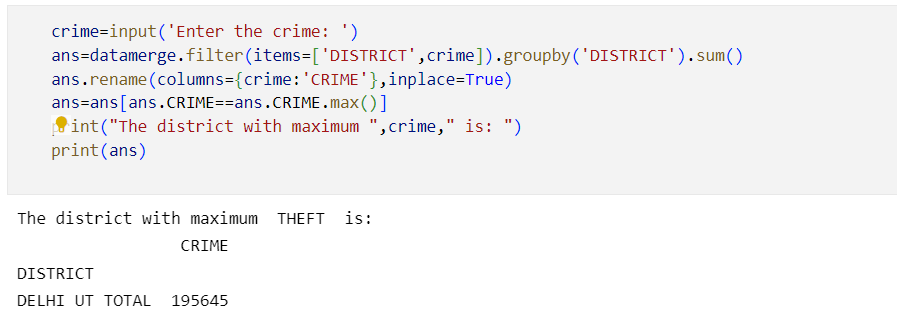 crime=input('Enter the crime: ')
ans=datamerge.filter(items=['DISTRICT',crime]).groupby('DISTRICT').sum()
ans.rename(columns={crime:'CRIME'},inplace=True)
ans=ans[ans.CRIME==ans.CRIME.max()]
int("The district with maximum ",crime," is: ")
print(ans)
The district with maximum  THEFT  is:
CRIME
DISTRICT
DELHI UT TOTAL  195645